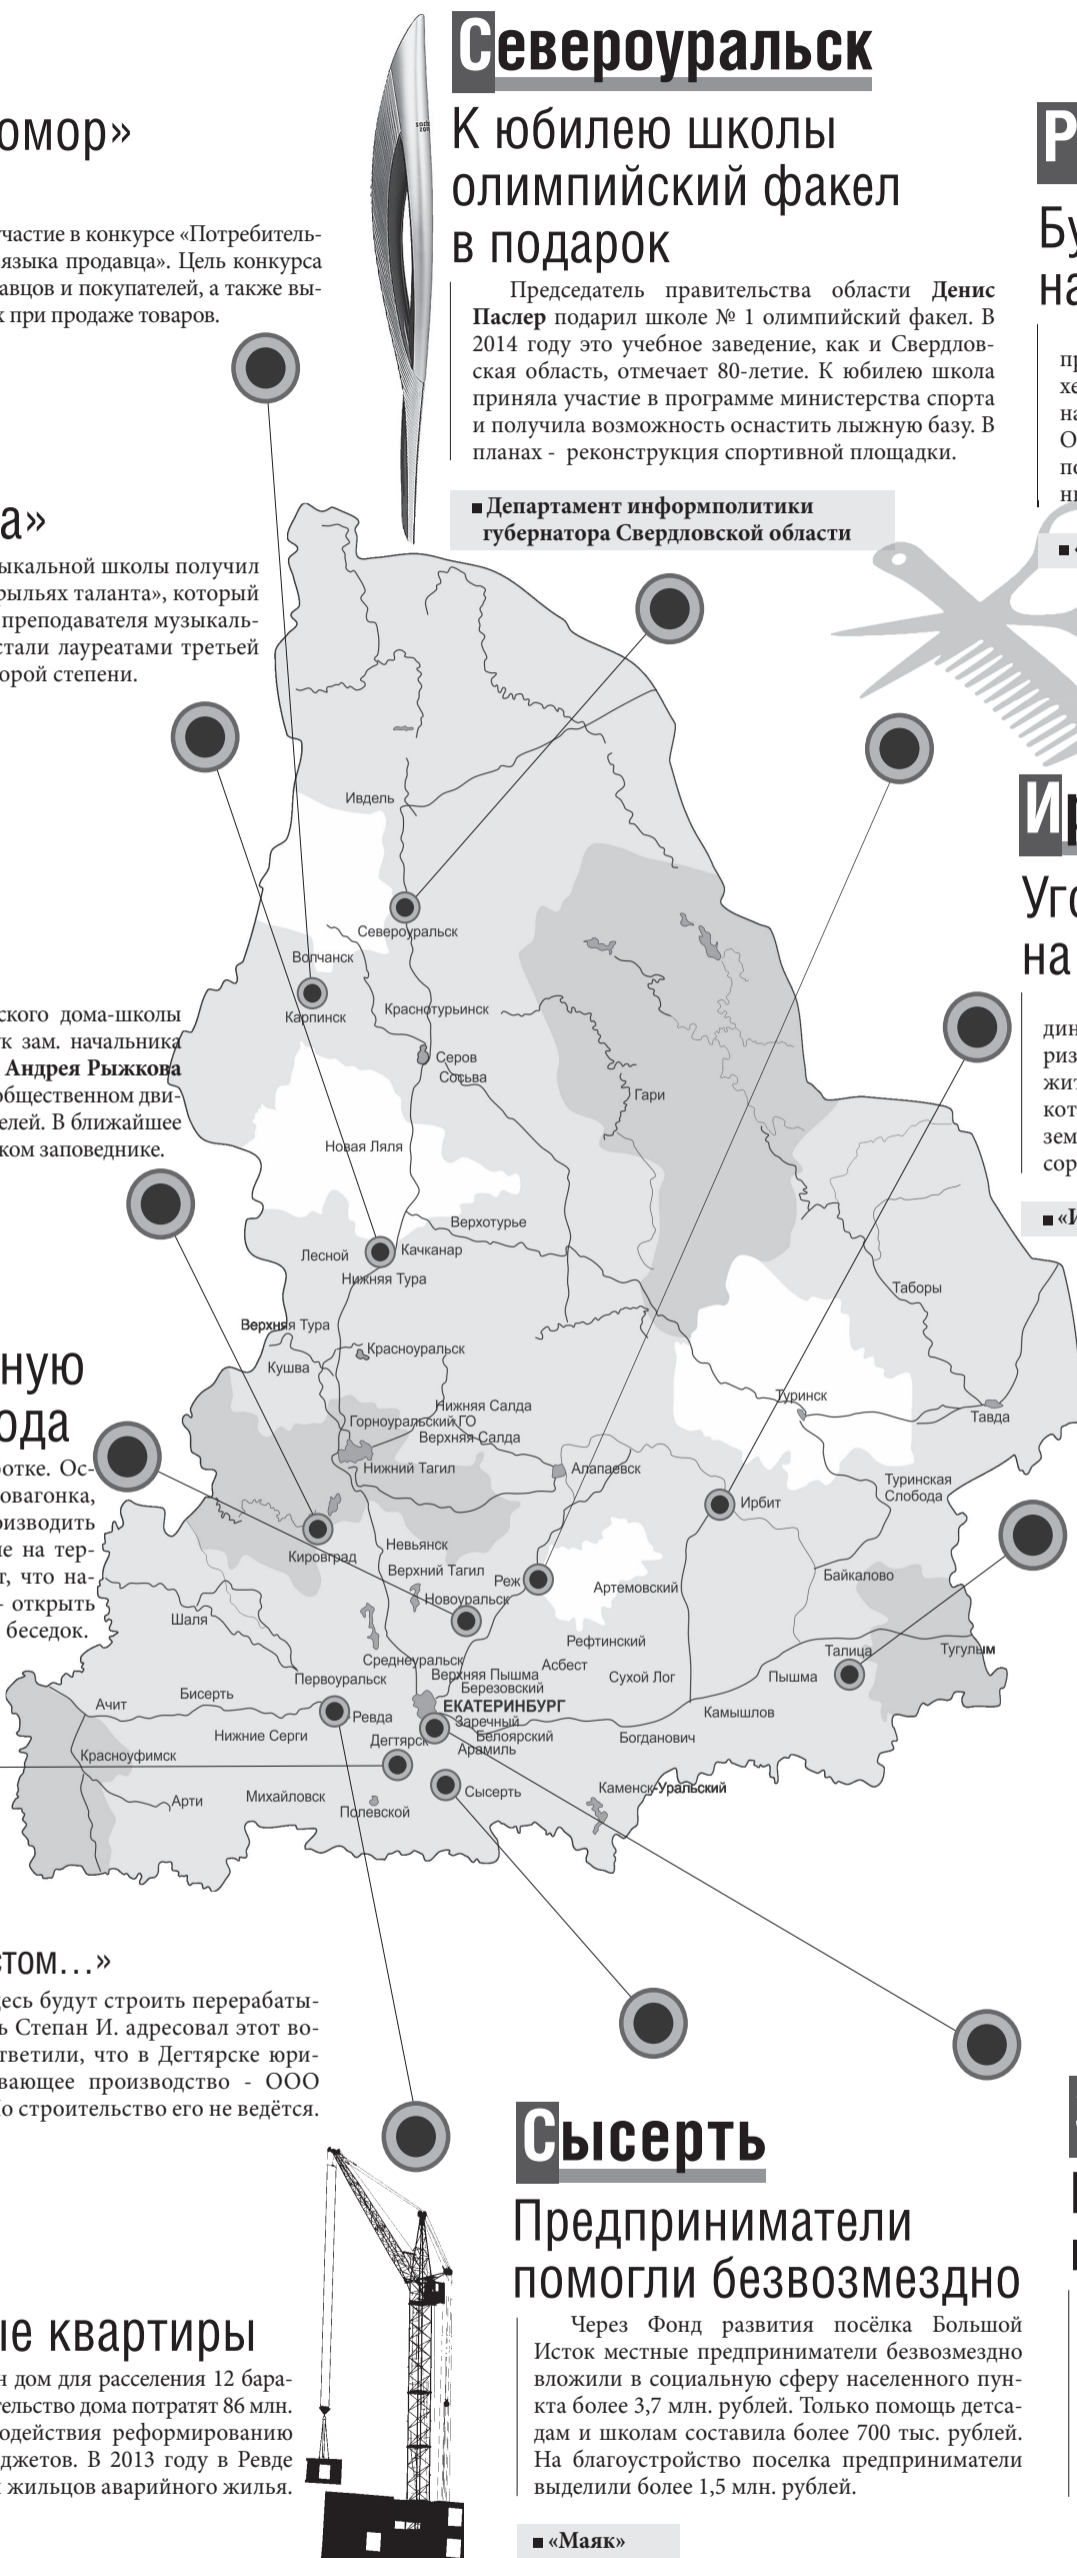 Североуральск
К юбилею школы
олимпийский факел
в подарок
Председатель правительства области Денис
Паслер подарил школе № 1 олимпийский факел. В
2014 году это учебное заведение, как и Свердлов-
ская область, отмечает 80-летие. К юбилею школа
приняла участие в программе министерства спорта
и получила возможность оснастить лыжную базу. В
планах - реконструкция спортивной площадки.
■ Департамент информполитики
губернатора Свердловской области
омор»
участие в конкурсе «Потребитель-
языка продавца». Цель конкурса
авцов и покупателей, а также вы-
х при продаже товаров.
а»
ыкальной школы получил
рыльях таланта», который
преподавателя музыкаль-
стали лауреатами третьей
орой степени.
ского дома-школы
ук зам. начальника
Андрея Рыжкова
общественном дви-
елей. В ближайшее
ком заповеднике.
ную
ода
отке. Ос-
овагонка,
оизводить
ие на тер-
т, что на-
- открыть
беседок.
Р
Бу
на
пр
хе
на
О
по
ни
■ «
Ир
Уго
на
дин
риз
жит
кот
зем
сор
■ «И
Ивдель
Североуральск
Волчанск
Карпинск
Краснотурьинск
Серов
Сосьва
Гари
Новая Ляля
Верхотурье
Лесной
Качканар
Нижняя Тура
Таборы
Верхняя Тура
Красноуральск
Кушва
Нижняя Салда
Горноуральский ГО
Верхняя Салда
Туринск
Тавда
Нижний Тагил
Алапаевск
Туринская
Слобода
Ирбит
Кировград
Невьянск
Верхний Тагил
Реж
Новоуральск
Артемовский
Байкалово
Шаля
Рефтинский
Среднеуральск
Асбест
Верхняя Пышма
Сухой Лог
Талица
Тугулым
Первоуральск
Березовский
Пышма
Ачит
Бисерть
ЕКАТЕРИНБУРГ
Ревда
Заречный
Камышлов
Нижние Серги
Дегтярск
Белоярский
Арамиль
Богданович
Красноуфимск
Сысерть
Каменск-Уральский
Арти
Михайловск
Полевской
стом…»
десь будут строить перерабаты-
ь Степан И. адресовал этот во-
тветили, что в Дегтярске юри-
вающее производство - ООО
о строительство его не ведётся.
ые квартиры
н дом для расселения 12 бара-
тельство дома потратят 86 млн.
одействия реформированию
джетов. В 2013 году в Ревде
жильцов аварийного жилья.
Сысерть
Предприниматели
помогли безвозмездно
Через Фонд развития посёлка Большой
Исток местные предприниматели безвозмездно
вложили в социальную сферу населенного пун-
кта более 3,7 млн. рублей. Только помощь детса-
дам и школам составила более 700 тыс. рублей.
На благоустройство поселка предприниматели
выделили более 1,5 млн. рублей.
■ «Маяк»